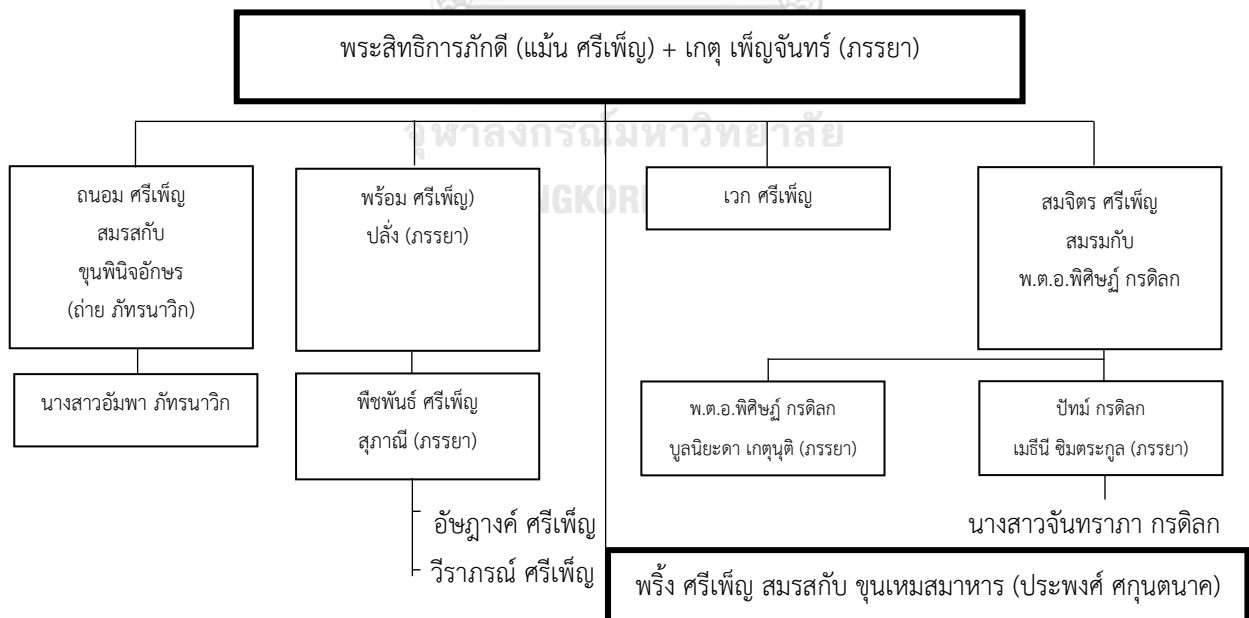 พระสิทธิการภักดี (แม้น ศรีเพ็ญ) + เกตุ เพ็ญจันทร์ (ภรรยา)
จุฬาลงกรณ์มหาวิทยาลัย
NGKOR
ถนอม ศรีเพ็ญ
สมรสกับ
ขุนพินิจอักษร
(ถ่าย ภัทรนาวิก)
พร้อม ศรีเพ็ญ)
ปลั่ง (ภรรยา)
เวก ศรีเพ็ญ
สมจิตร ศรีเพ็ญ
สมรมกับ
พ.ต.อ.พิศิษฏ์ กรดิลก
นางสาวอัมพา ภัทรนาวิก
พืชพันธ์ ศรีเพ็ญ
สุภาณี (ภรรยา)
พ.ต.อ.พิศิษฏ์ กรดิลก
บูลนิยะดา เกตุนุติ (ภรรยา)
ปัทม์ กรดิลก
เมธีนี ชิมตระกูล (ภรรยา)
อัษฎางค์ ศรีเพ็ญ
วีราภรณ์ ศรีเพ็ญ
นางสาวจันทราภา กรดิลก
พริ้ง ศรีเพ็ญ สมรสกับ ขุนเหมสมาหาร (ประพงศ์ ศกุนตนาค)